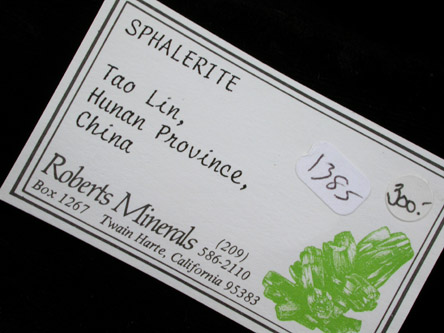 SPHALERITE
Tao Lin,
Hunan Province,
China
1385
300.-
Roberts Minerals
(209)
586-2110
Box 1267 Twain Harte, California 95383